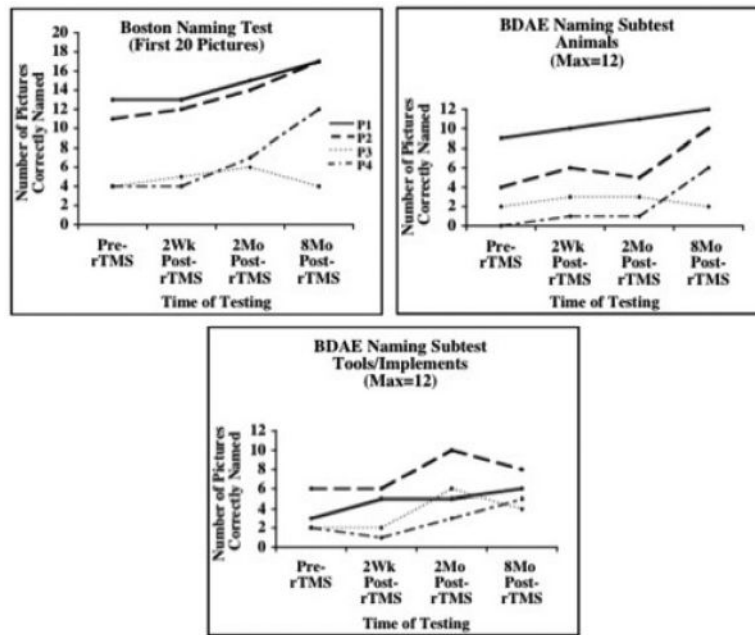 Boston Naming Test
(First 20 Pictures)
Number of Pictures
Correctly Named
20
18
16
14
12
10
8
6
4
2
0
P1
P2
P3
P4
Pre-
rTMS
2Wk
Post-
rTMS
2Mo
Post-
rTMS
8Mo
Post-
rTMS
Time of Testing
BDAE Naming Subtest
Animals
(Max=12)
Number of Pictures
Correctly Named
12
10
8
6
4
2
0
Pre-
rTMS
2Wk
Post-
rTMS
2Mo
Post-
rTMS
8Mo
Post-
rTMS
Time of Testing
BDAE Naming Subtest
Tools/Implements
(Max=12)
Number of Pictures
Correctly Named
12
10
8
6
4
2
0
Pre-
rTMS
2Wk
Post-
rTMS
2Mo
Post-
rTMS
8Mo
Post-
rTMS
Time of Testing